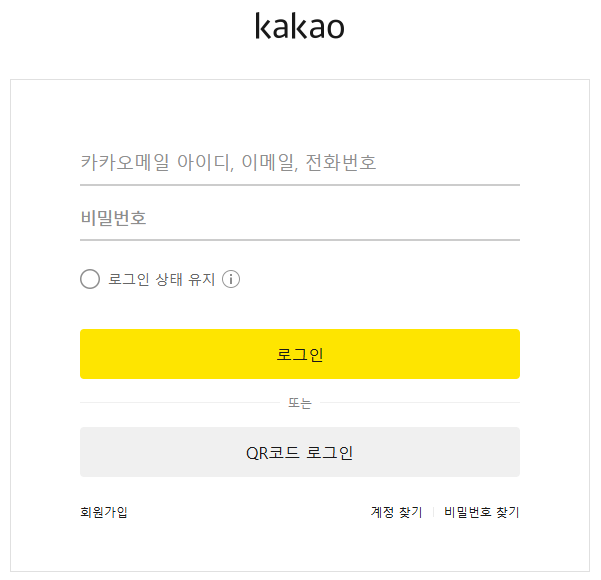 kakao
카카오메일 아이디, 이메일, 전화번호
비밀번호
로그인 상태 유지
로그인
또는
QR코드 로그인
회원가입 계정 찾기 비밀번호 찾기